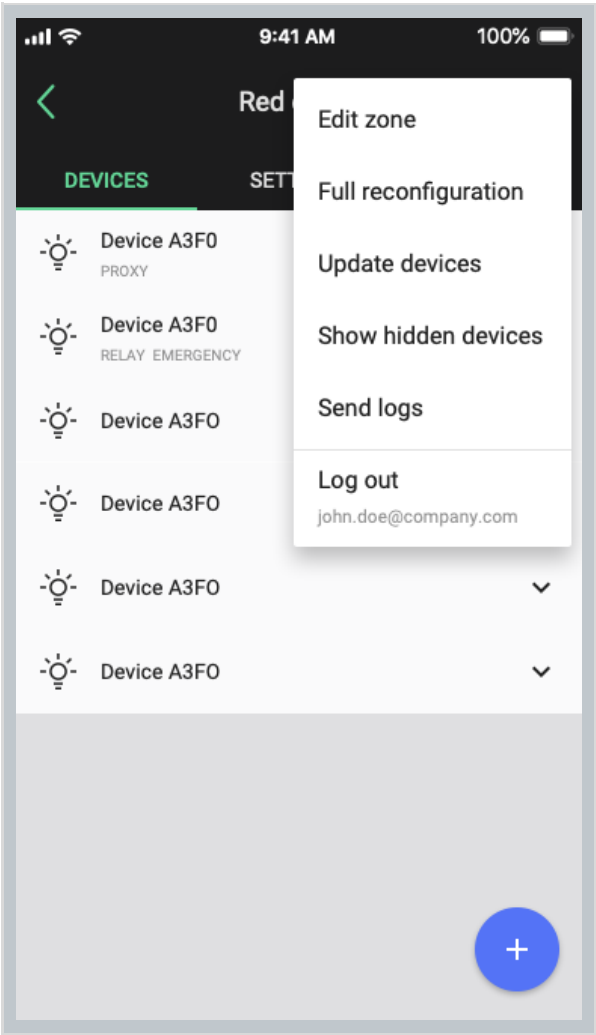 9:41 AM
100%
Red
DEVICES
SETT
Device A3F0
PROXY
Device A3F0
RELAY EMERGENCY
Device A3FO
Device A3FO
Device A3FO
Device A3FO
Edit zone
Full reconfiguration
Update devices
Show hidden devices
Send logs
Log out
john.doe@company.com